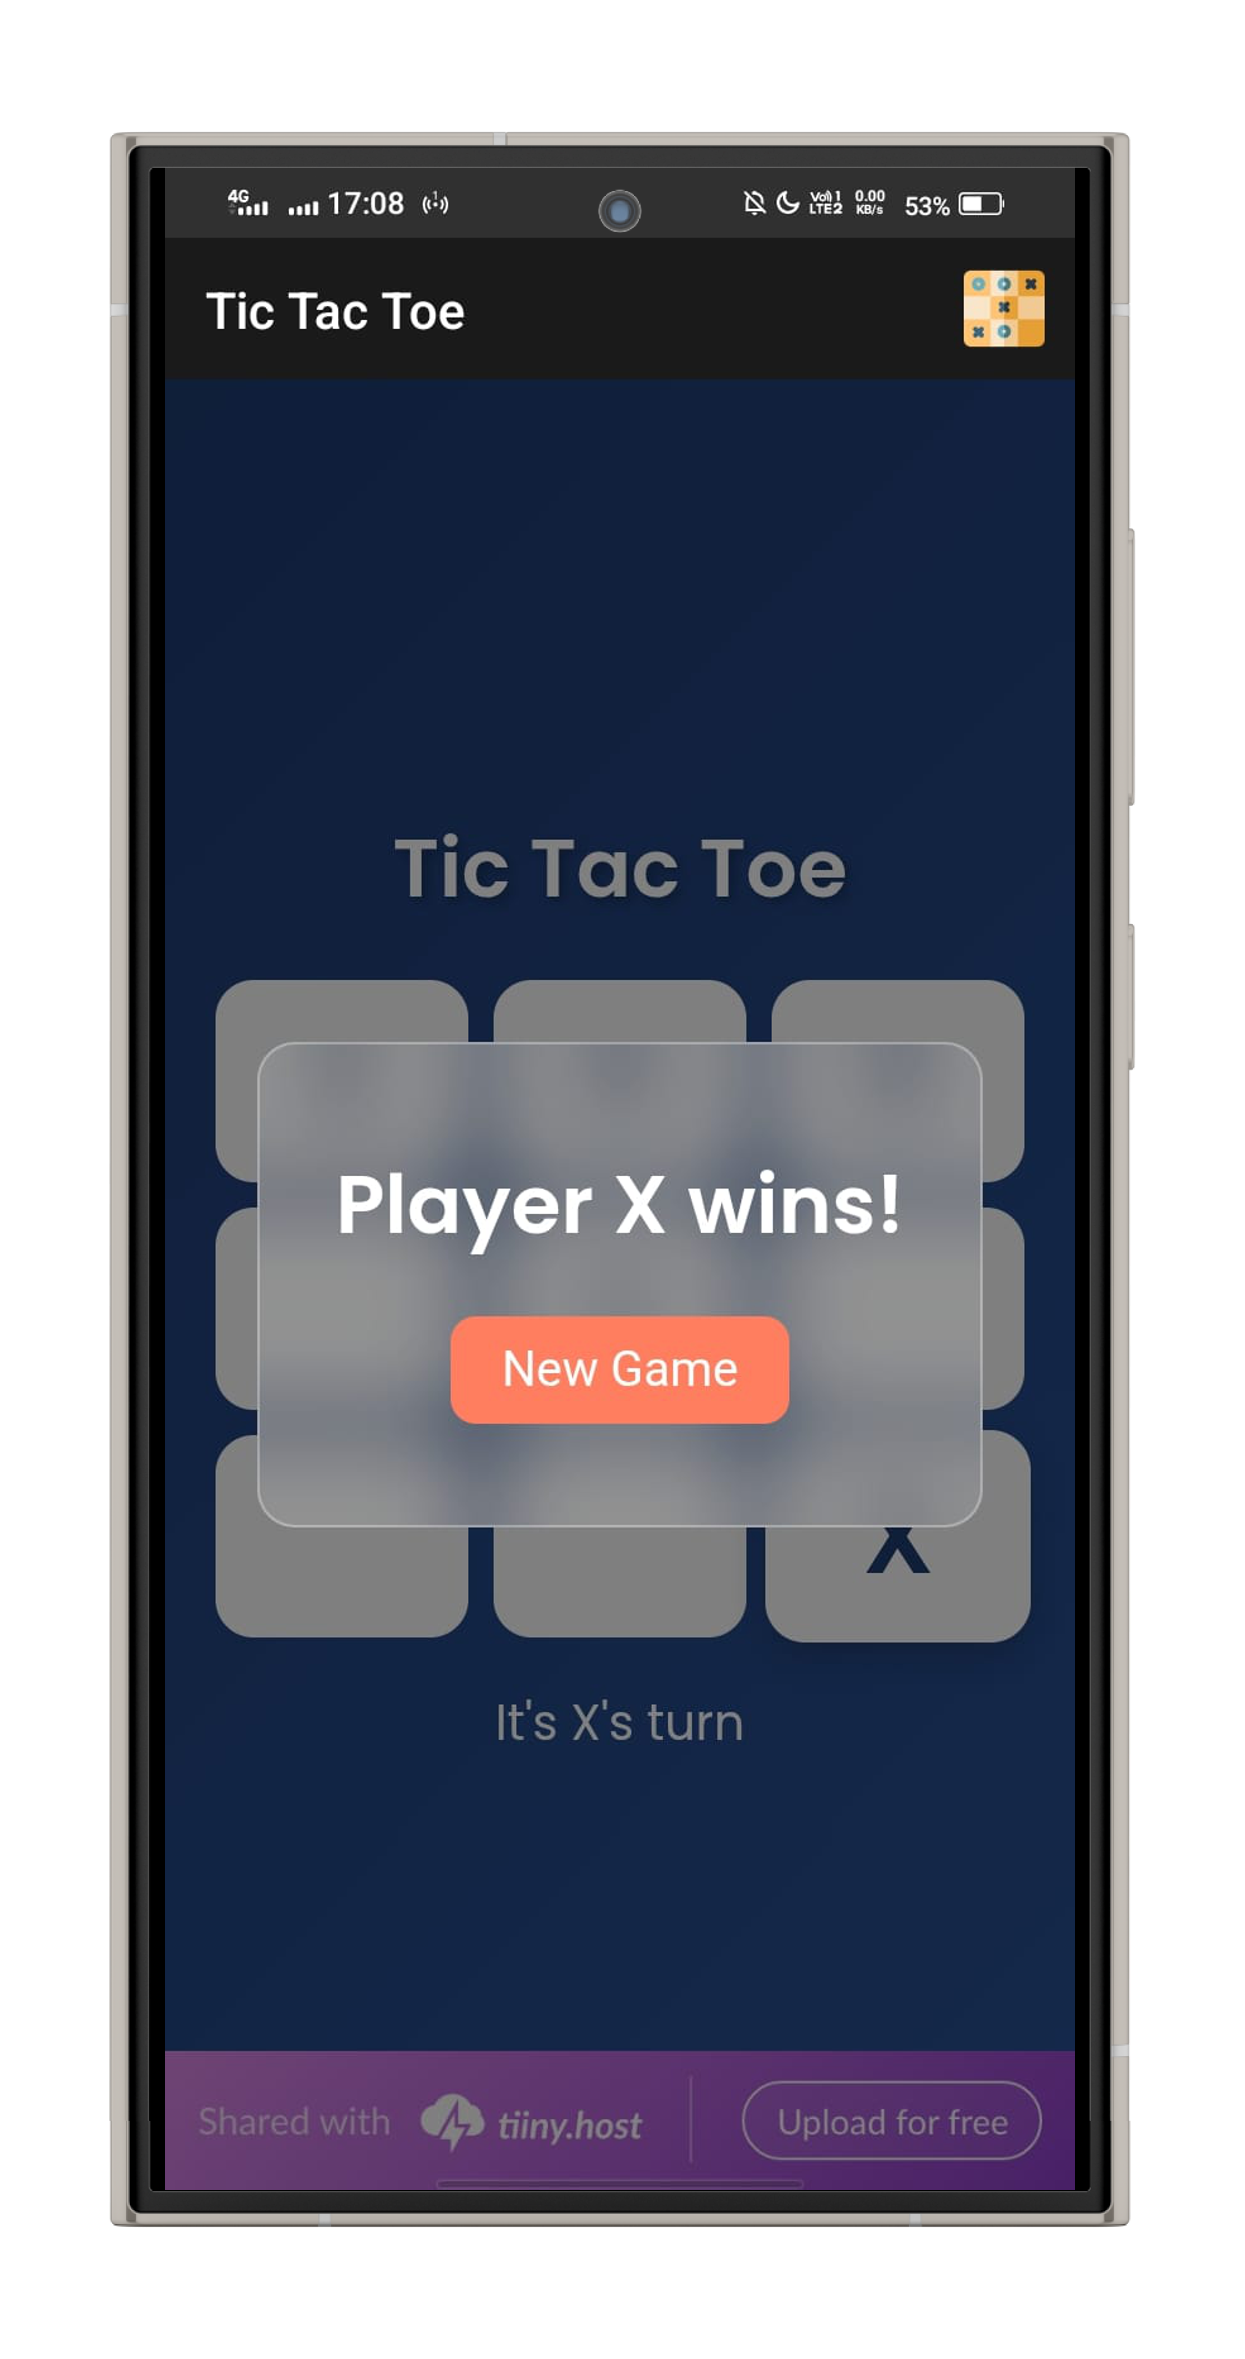 4G 17:08 Vo)) 1 LTE2 0.00 KB/s 53%
Tic Tac Toe
Tic Tac Toe
Player X wins!
New Game
X
It's X's turn
Shared with tiiny.host Upload for free